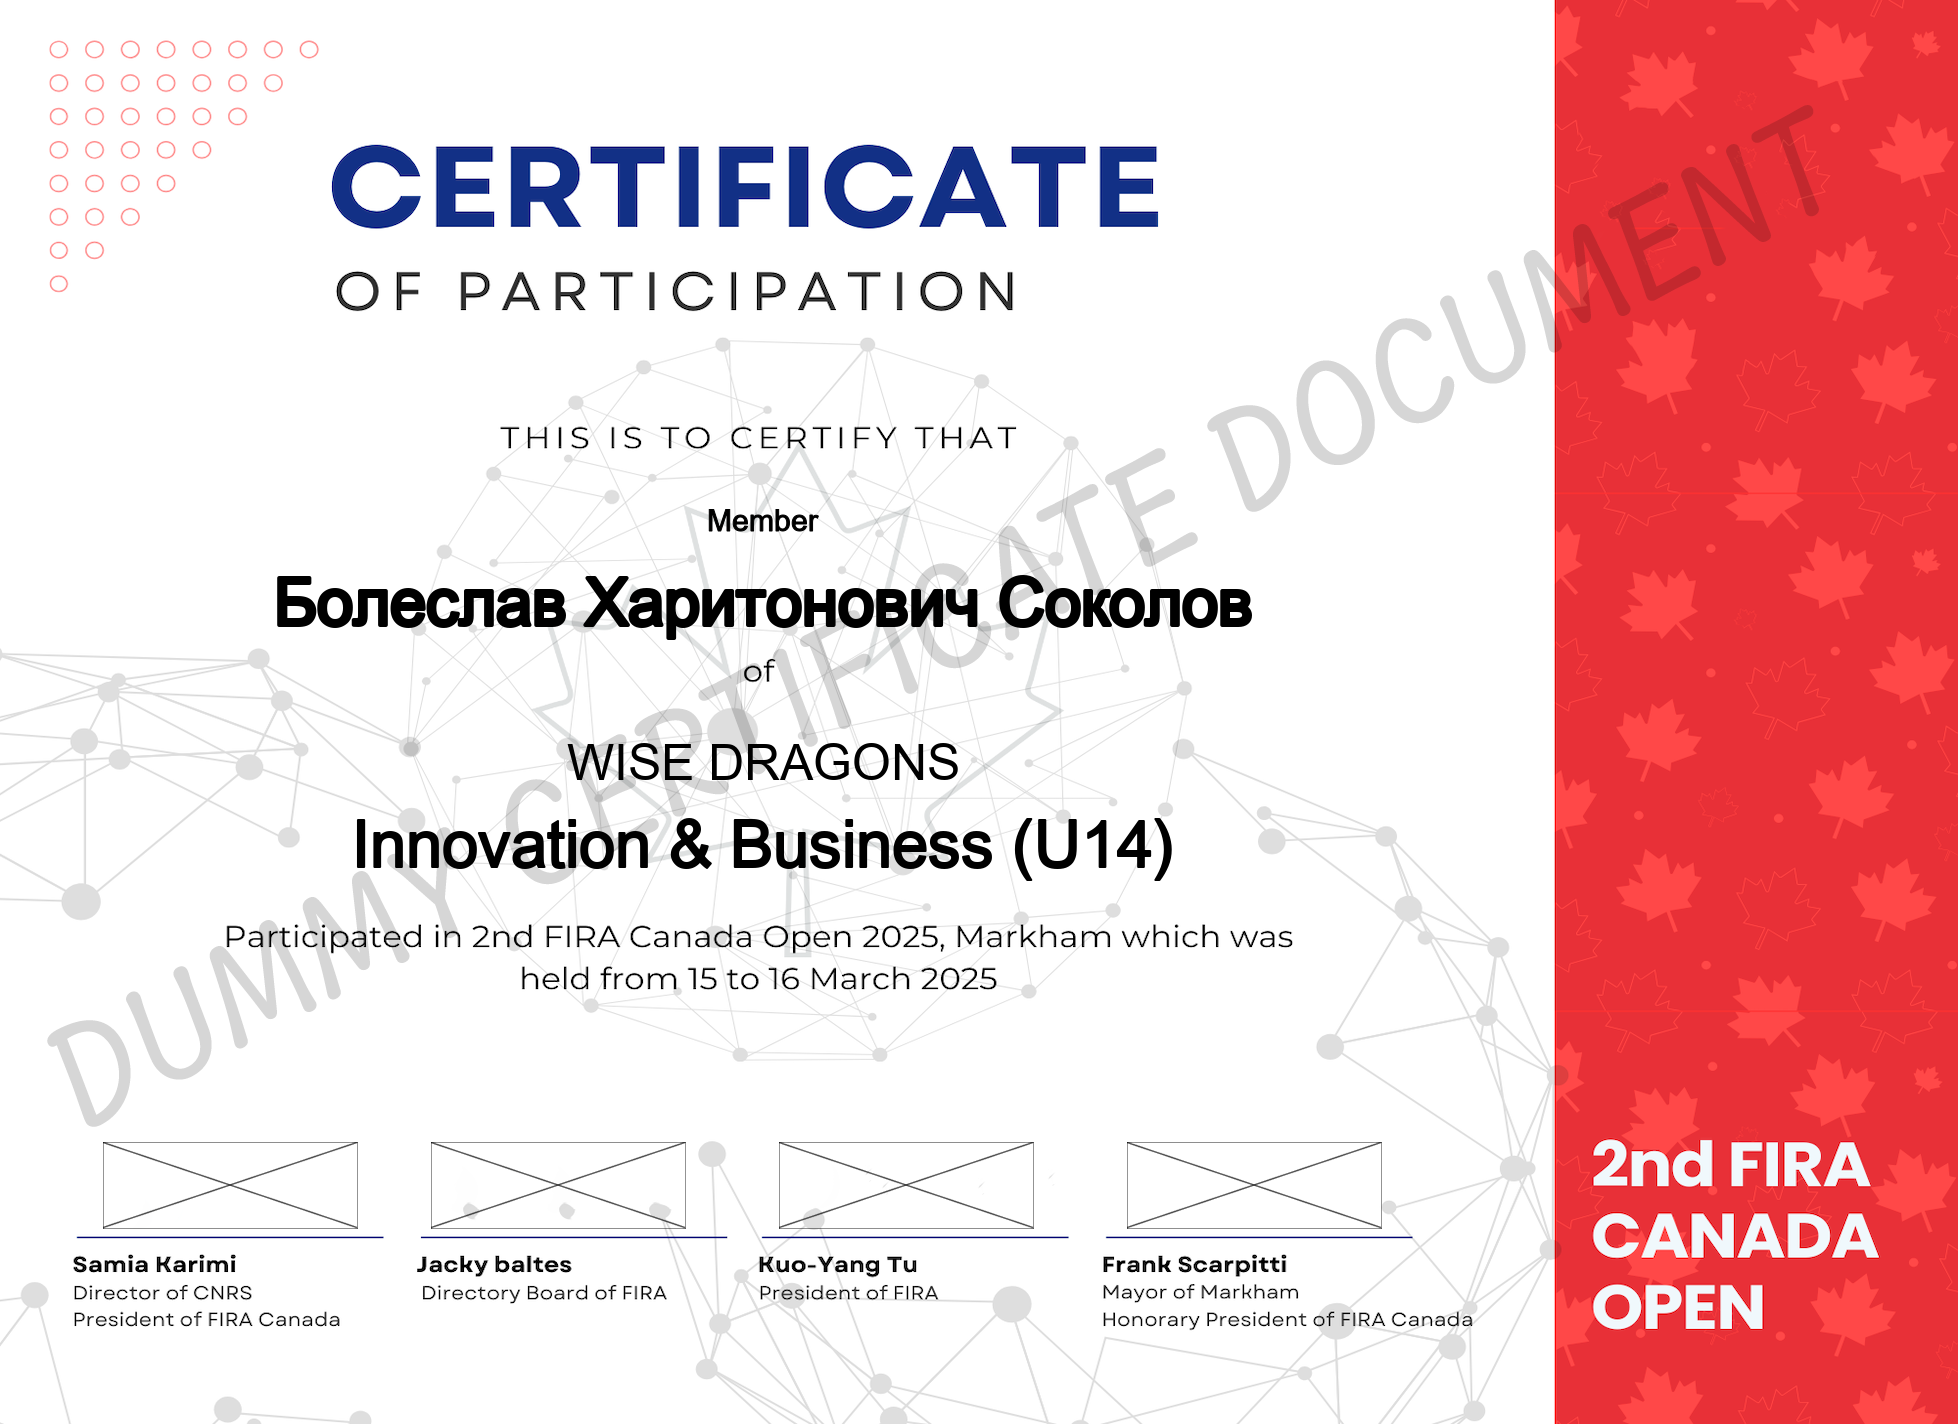 CERTIFICATE
OF PARTICIPATION
THIS IS TO CERTIFY THAT
Member
Болеслав Харитонович Соколов
of
WISE DRAGONS
Innovation & Business (U14)
Participated in 2nd FIRA Canada Open 2025, Markham which was
held from 15 to 16 March 2025
DUMMY CERTIFICATE DOCUMENT
Samia Karimi
Director of CNRS
President of FIRA Canada
Jacky baltes
Directory Board of FIRA
Kuo-Yang Tu
President of FIRA
Frank Scarpitti
Mayor of Markham
Honorary President of FIRA Canada
2nd FIRA
CANADA
OPEN